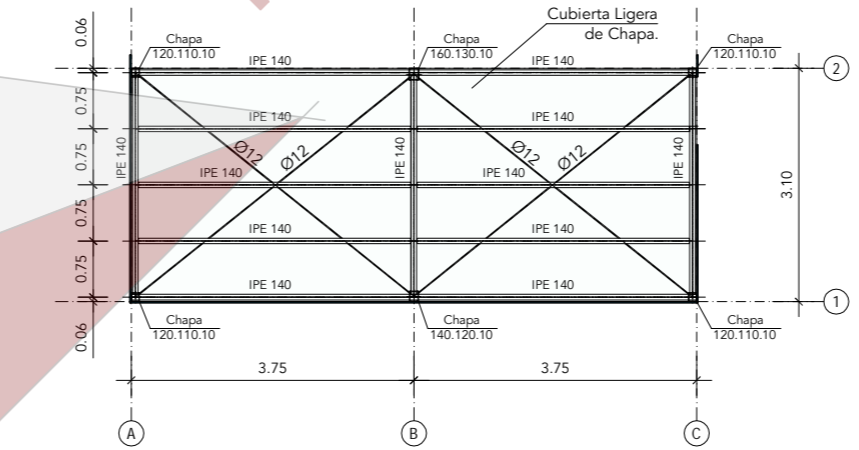 Cubierta Ligera
de Chapa.
Chapa
120.110.10
Chapa
160.130.10
Chapa
120.110.10
IPE 140
IPE 140
2
0.06
0.75
0.75
0.75
0.75
0.06
IPE 140
IPE 140
IPE 140
Ø12
Ø12
Ø12
Ø12
IPE 140
IPE 140
IPE 140
IPE 140
IPE 140
3.10
IPE 140
IPE 140
IPE 140
IPE 140
1
Chapa
120.110.10
Chapa
140.120.10
Chapa
120.110.10
3.75
3.75
A
B
C